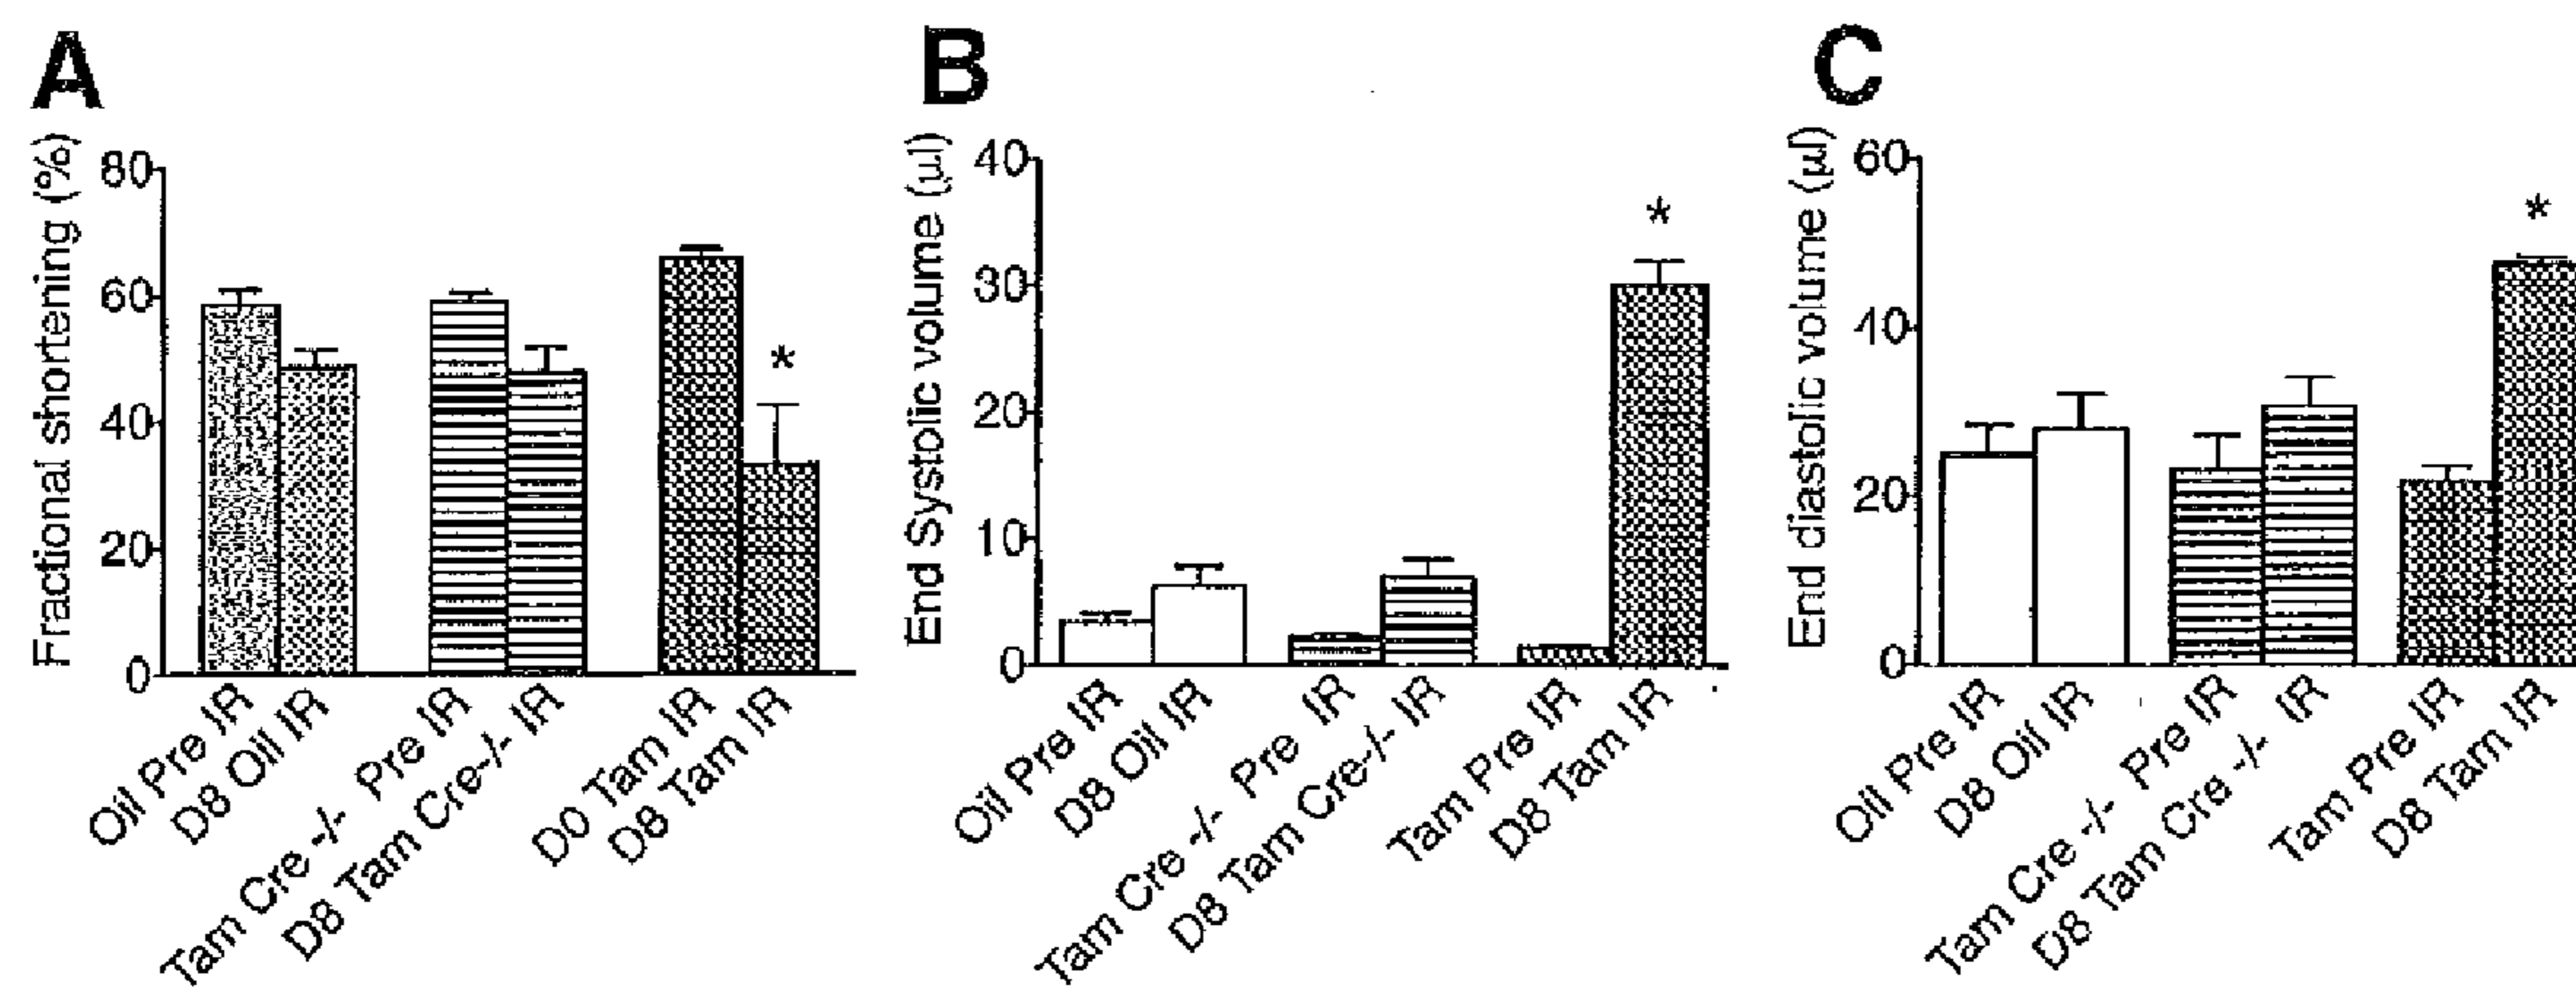 A
Fractional shortening (%)
80
60
40
20
0
Oil Pre IR
D8 Oil IR
Tam Cre -/- Pre IR
D8 Tam Cre-/- IR
D0 Tam IR
D8 Tam IR
*
B
End Systolic volume (µl)
40
30
20
10
0
Oil Pre IR
D8 Oil IR
Tam Cre -/- Pre IR
D8 Tam Cre-/- IR
Tam Pre IR
D8 Tam IR
*
C
End diastolic volume (µl)
60
40
20
0
Oil Pre IR
D8 Oil IR
Tam Cre -/- Pre IR
D8 Tam Cre -/- IR
Tam Pre IR
D8 Tam IR
*